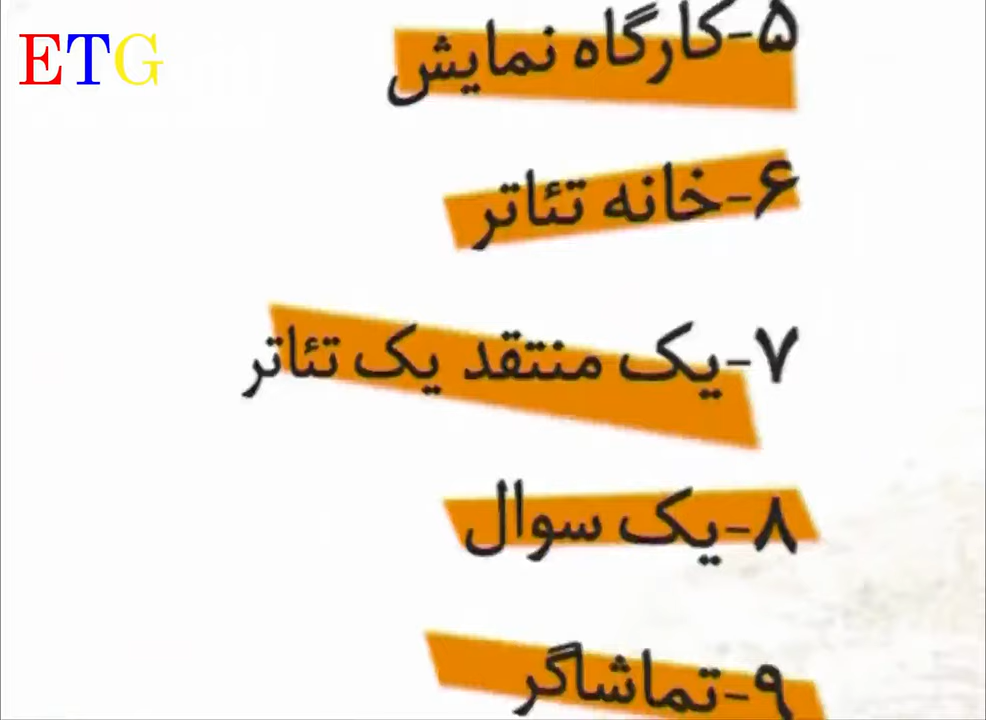 ETG
۵-کارگاه نمایش
۶-خانه تئاتر
۷-یک منتقد یک تئاتر
۸-یک سوال
۹-تماشاگر